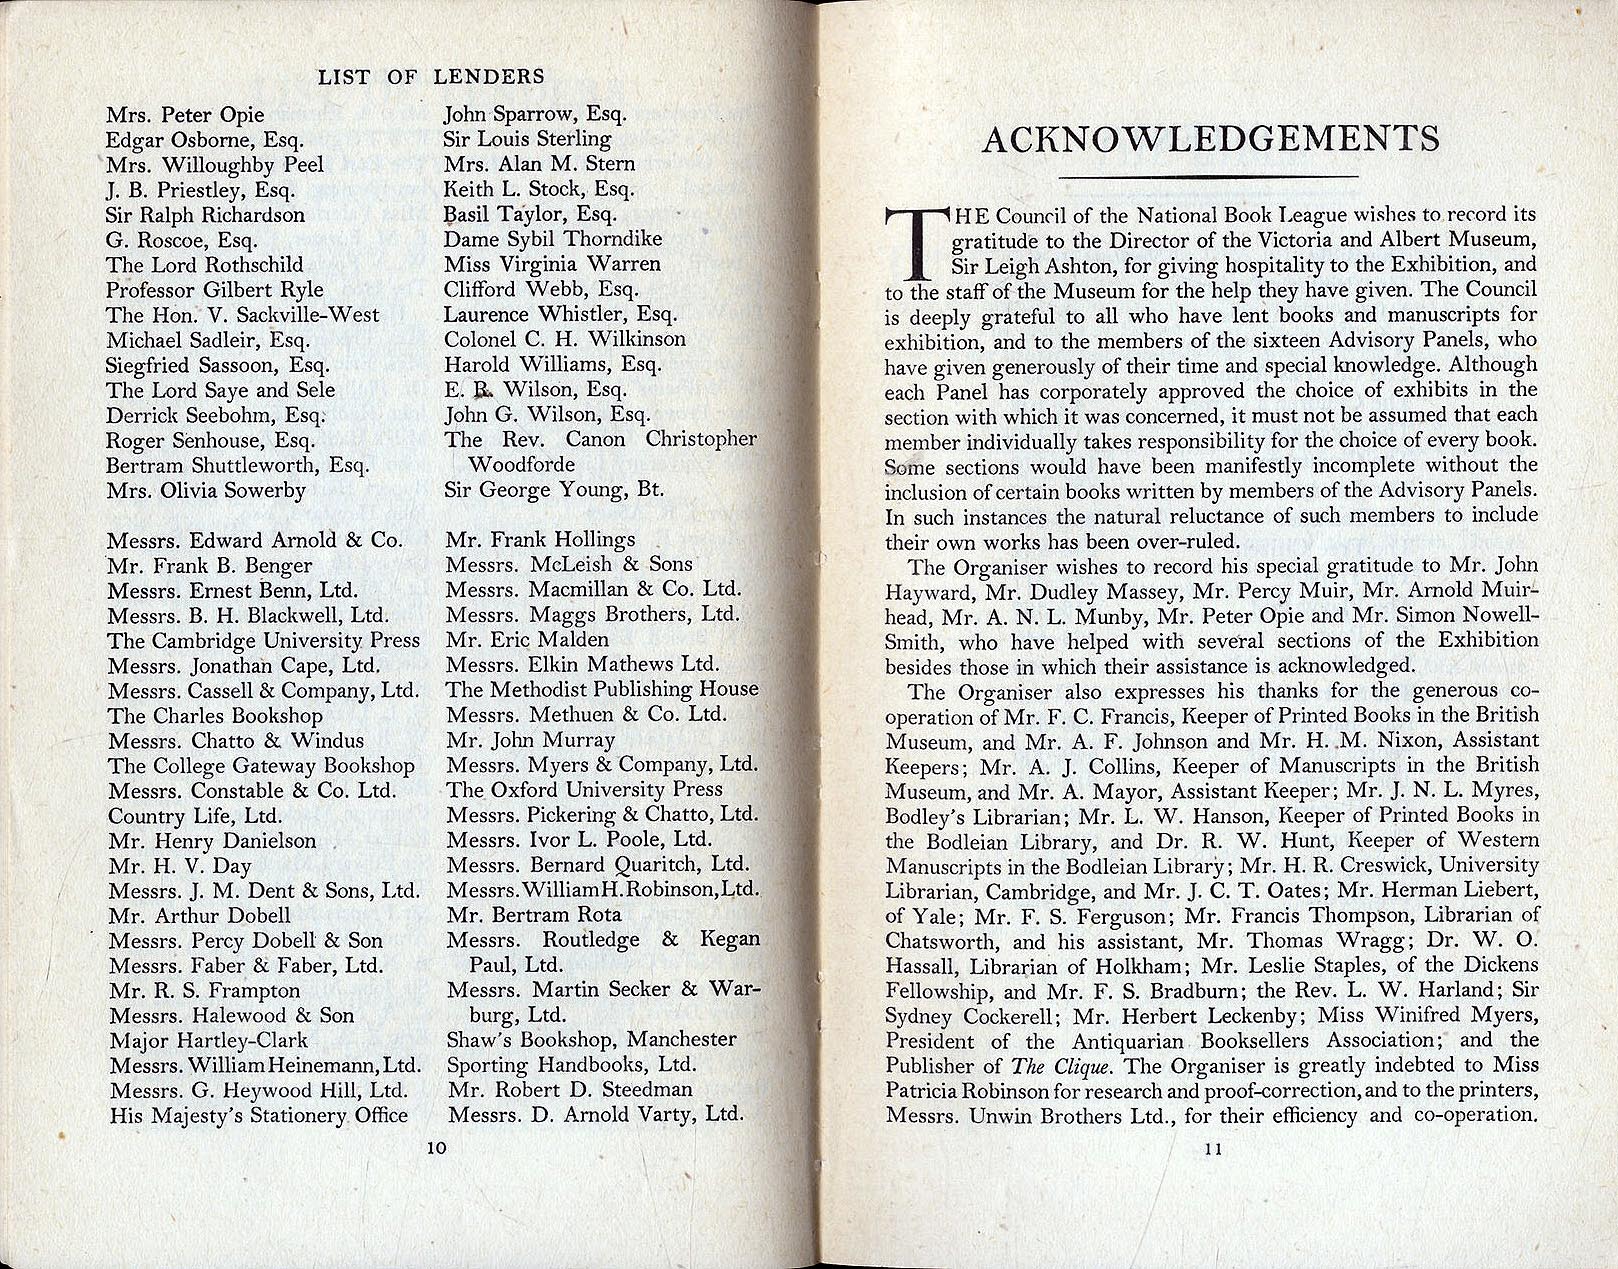 LIST OF LENDERS
Mrs. Peter Opie
Edgar Osborne, Esq.
Mrs. Willoughby Peel
J. B. Priestley, Esq.
Sir Ralph Richardson
G. Roscoe, Esq.
The Lord Rothschild
Professor Gilbert Ryle
The Hon. V. Sackville-West
Michael Sadleir, Esq.
Siegfried Sassoon, Esq.
The Lord Saye and Sele
Derrick Seebohm, Esq.
Roger Senhouse, Esq.
Bertram Shuttleworth, Esq.
Mrs. Olivia Sowerby
John Sparrow, Esq.
Sir Louis Sterling
Mrs. Alan M. Stern
Keith L. Stock, Esq.
Basil Taylor, Esq.
Dame Sybil Thorndike
Miss Virginia Warren
Clifford Webb, Esq.
Laurence Whistler, Esq.
Colonel C. H. Wilkinson
Harold Williams, Esq.
E. R. Wilson, Esq.
John G. Wilson, Esq.
The Rev. Canon Christopher
Woodforde
Sir George Young, Bt.
Messrs. Edward Arnold & Co.
Mr. Frank B. Benger
Messrs. Ernest Benn, Ltd.
Messrs. B. H. Blackwell, Ltd.
The Cambridge University Press
Messrs. Jonathan Cape, Ltd.
Messrs. Cassell & Company, Ltd.
The Charles Bookshop
Messrs. Chatto & Windus
The College Gateway Bookshop
Messrs. Constable & Co. Ltd.
Country Life, Ltd.
Mr. Henry Danielson
Mr. H. V. Day
Messrs. J. M. Dent & Sons, Ltd.
Mr. Arthur Dobell
Messrs. Percy Dobell & Son
Messrs. Faber & Faber, Ltd.
Mr. R. S. Frampton
Messrs. Halewood & Son
Major Hartley-Clark
Messrs. William Heinemann, Ltd.
Messrs. G. Heywood Hill, Ltd.
His Majesty's Stationery Office
Mr. Frank Hollings
Messrs. McLeish & Sons
Messrs. Macmillan & Co. Ltd.
Messrs. Maggs Brothers, Ltd.
Mr. Eric Malden
Messrs. Elkin Mathews Ltd.
The Methodist Publishing House
Messrs. Methuen & Co. Ltd.
Mr. John Murray
Messrs. Myers & Company, Ltd.
The Oxford University Press
Messrs. Pickering & Chatto, Ltd.
Messrs. Ivor L. Poole, Ltd.
Messrs. Bernard Quaritch, Ltd.
Messrs. William H. Robinson, Ltd.
Mr. Bertram Rota
Messrs. Routledge & Kegan
Paul, Ltd.
Messrs. Martin Secker & War-
burg, Ltd.
Shaw's Bookshop, Manchester
Sporting Handbooks, Ltd.
Mr. Robert D. Steedman
Messrs. D. Arnold Varty, Ltd.
10
ACKNOWLEDGEMENTS
THE Council of the National Book League wishes to record its
gratitude to the Director of the Victoria and Albert Museum,
Sir Leigh Ashton, for giving hospitality to the Exhibition, and
to the staff of the Museum for the help they have given. The Council
is deeply grateful to all who have lent books and manuscripts for
exhibition, and to the members of the sixteen Advisory Panels, who
have given generously of their time and special knowledge. Although
each Panel has corporately approved the choice of exhibits in the
section with which it was concerned, it must not be assumed that each
member individually takes responsibility for the choice of every book.
Some sections would have been manifestly incomplete without the
inclusion of certain books written by members of the Advisory Panels.
In such instances the natural reluctance of such members to include
their own works has been over-ruled.
The Organiser wishes to record his special gratitude to Mr. John
Hayward, Mr. Dudley Massey, Mr. Percy Muir, Mr. Arnold Muir-
head, Mr. A. N. L. Munby, Mr. Peter Opie and Mr. Simon Nowell-
Smith, who have helped with several sections of the Exhibition
besides those in which their assistance is acknowledged.
The Organiser also expresses his thanks for the generous co-
operation of Mr. F. C. Francis, Keeper of Printed Books in the British
Museum, and Mr. A. F. Johnson and Mr. H. M. Nixon, Assistant
Keepers; Mr. A. J. Collins, Keeper of Manuscripts in the British
Museum, and Mr. A. Mayor, Assistant Keeper; Mr. J. N. L. Myres,
Bodley's Librarian; Mr. L. W. Hanson, Keeper of Printed Books in
the Bodleian Library, and Dr. R. W. Hunt, Keeper of Western
Manuscripts in the Bodleian Library; Mr. H. R. Creswick, University
Librarian, Cambridge, and Mr. J. C. T. Oates; Mr. Herman Liebert,
of Yale; Mr. F. S. Ferguson; Mr. Francis Thompson, Librarian of
Chatsworth, and his assistant, Mr. Thomas Wragg; Dr. W. O.
Hassall, Librarian of Holkham; Mr. Leslie Staples, of the Dickens
Fellowship, and Mr. F. S. Bradburn; the Rev. L. W. Harland; Sir
Sydney Cockerell; Mr. Herbert Leckenby; Miss Winifred Myers,
President of the Antiquarian Booksellers Association; and the
Publisher of The Clique. The Organiser is greatly indebted to Miss
Patricia Robinson for research and proof-correction, and to the printers,
Messrs. Unwin Brothers Ltd., for their efficiency and co-operation.
11